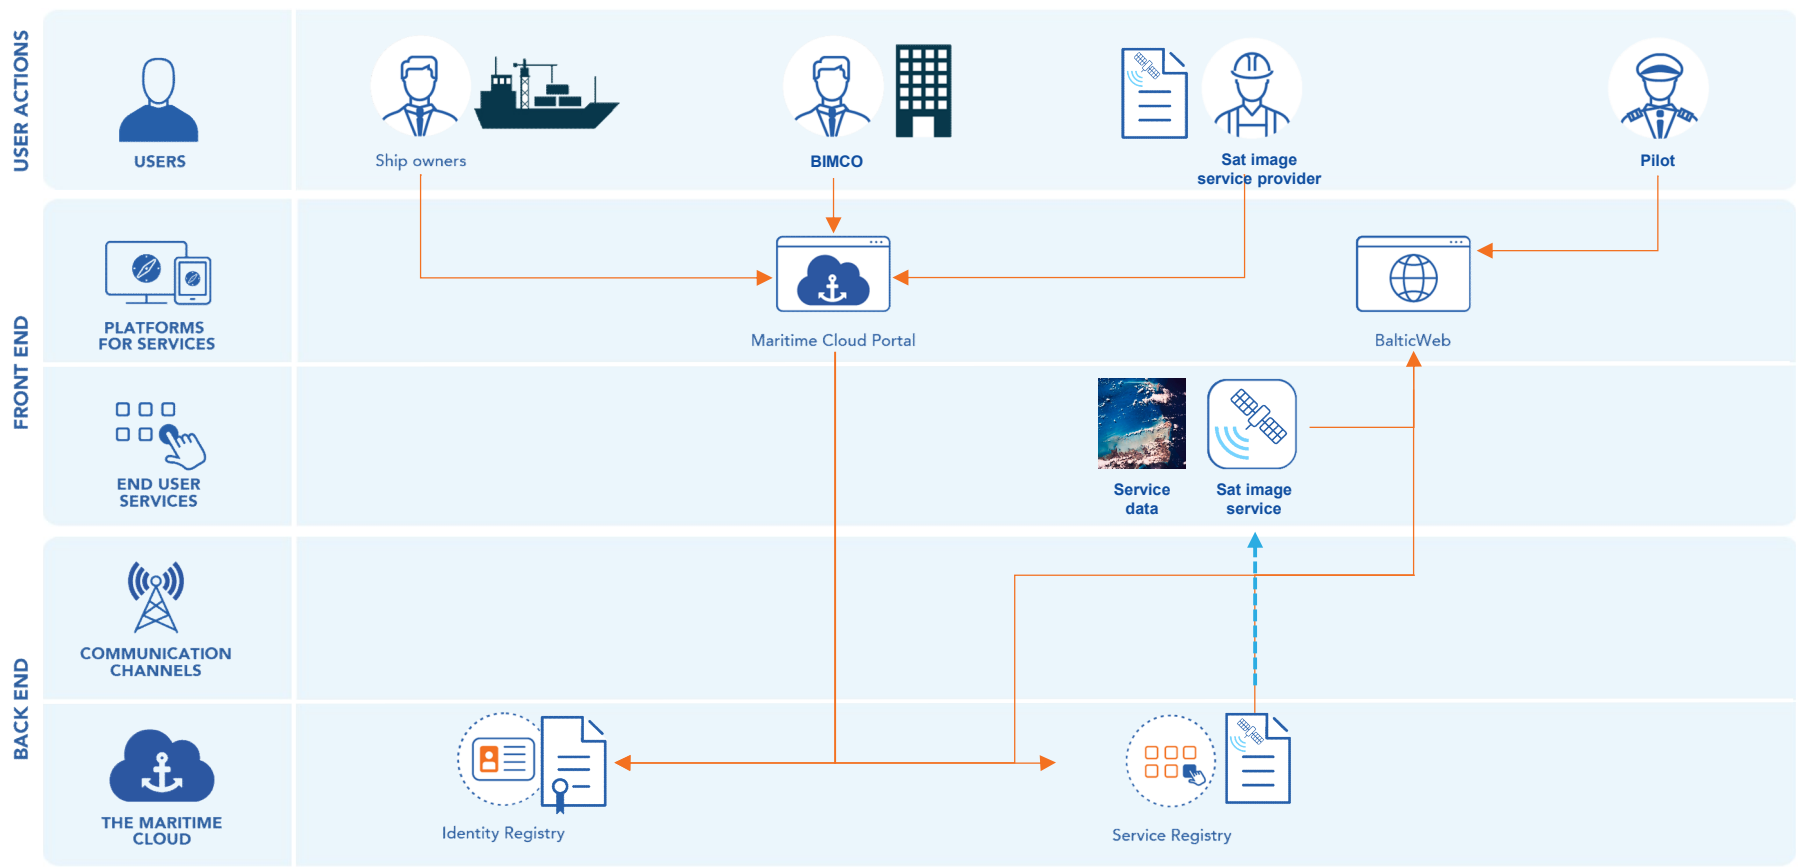 USER ACTIONS
USERS
Ship owners
BIMCO
Sat image
service provider
Pilot
FRONT END
PLATFORMS
FOR SERVICES
Maritime Cloud Portal
BalticWeb
END USER
SERVICES
Service
data
Sat image
service
BACK END
COMMUNICATION
CHANNELS
THE MARITIME
CLOUD
Identity Registry
Service Registry